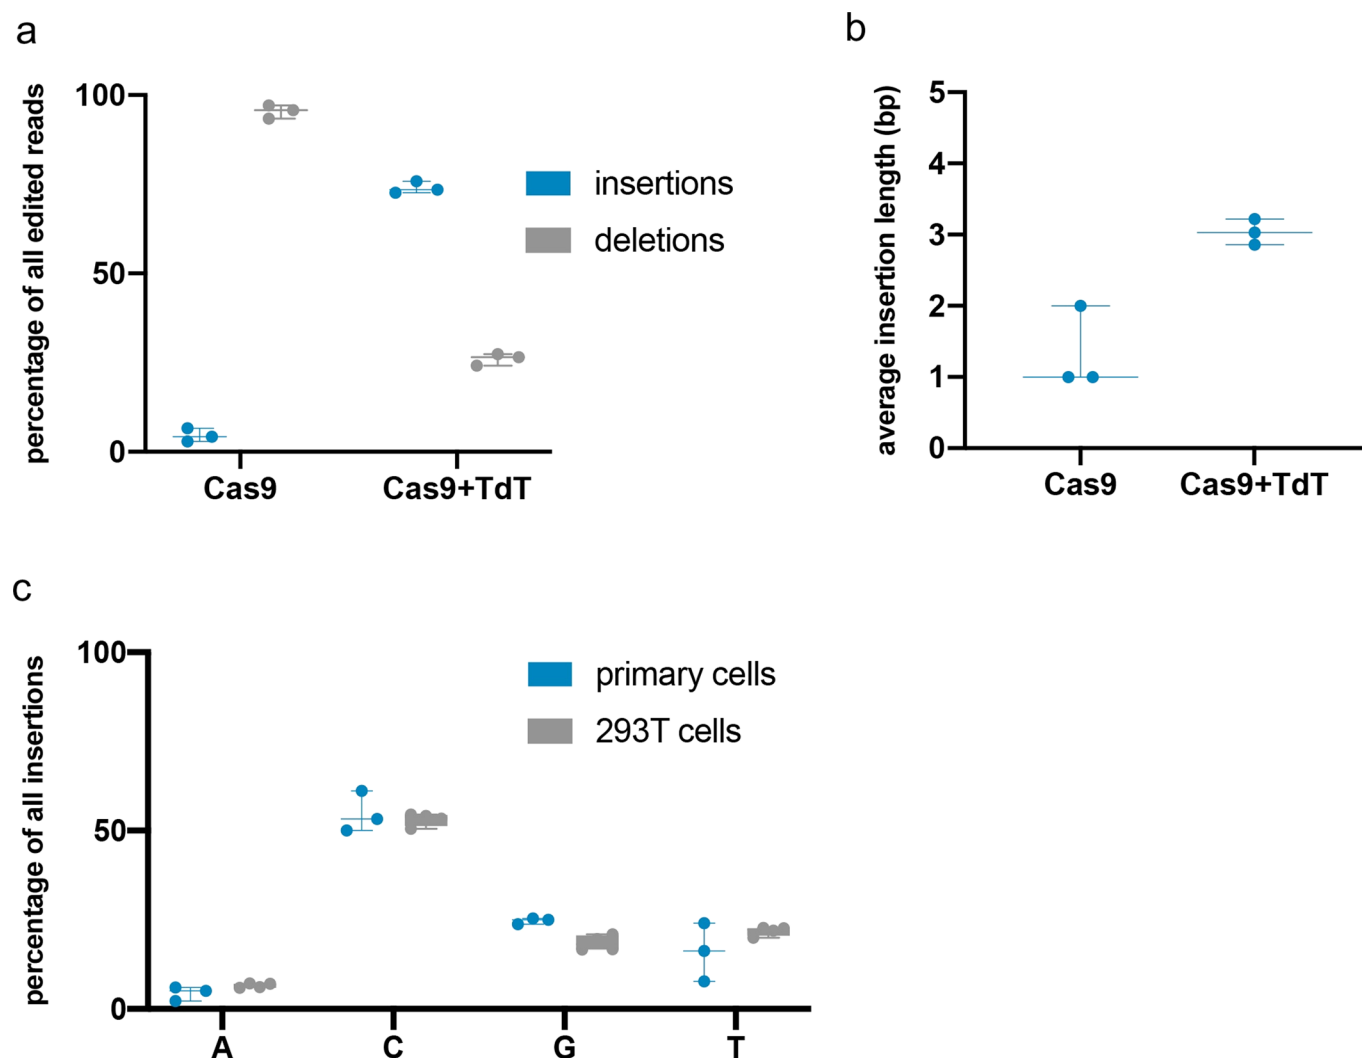 a
percentage of all edited reads
100
50
0
Cas9
Cas9+TdT
insertions
deletions
b
average insertion length (bp)
5
4
3
2
1
0
Cas9
Cas9+TdT
c
percentage of all insertions
100
50
0
A
C
G
T
primary cells
293T cells